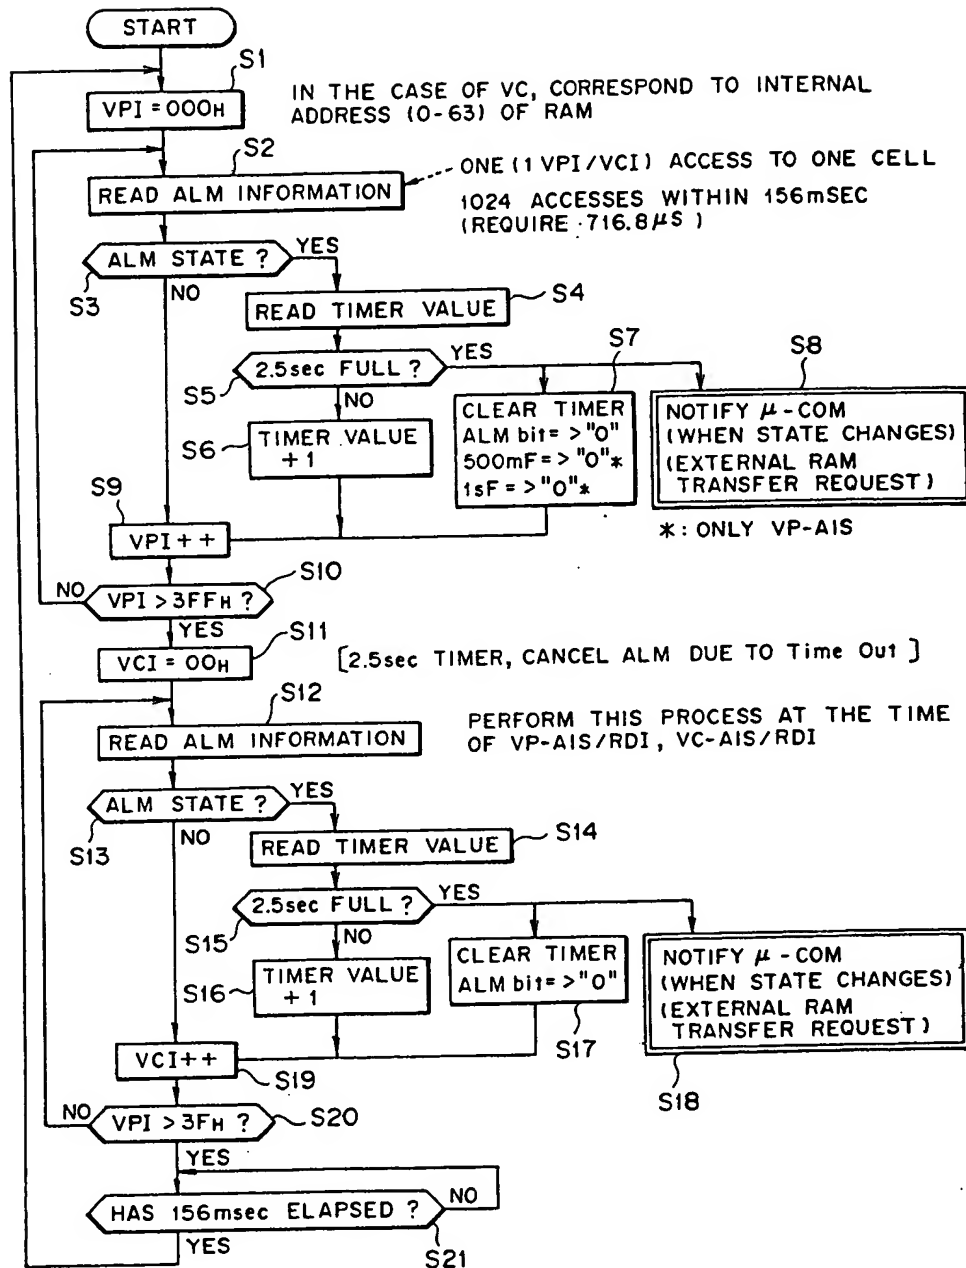 START
S1
VPI=000H
IN THE CASE OF VC, CORRESPOND TO INTERNAL
ADDRESS (0-63) OF RAM
S2
READ ALM INFORMATION
ONE (1 VPI/VCI) ACCESS TO ONE CELL
1024 ACCESSES WITHIN 156mSEC
(REQUIRE 716.8µS)
ALM STATE ?
YES
S3
NO
READ TIMER VALUE
S4
2.5sec FULL ?
YES
S5
NO
S6
TIMER VALUE
+1
S7
CLEAR TIMER
ALM bit=>"0"
500mF=>"0"*
1sF=>"0"*
S8
NOTIFY µ-COM
(WHEN STATE CHANGES)
(EXTERNAL RAM
TRANSFER REQUEST)
*: ONLY VP-AIS
S9
VPI++
S10
NO
VPI>3FFH ?
YES
S11
VCI=00H
[2.5sec TIMER, CANCEL ALM DUE TO Time Out]
S12
READ ALM INFORMATION
PERFORM THIS PROCESS AT THE TIME
OF VP-AIS/RDI, VC-AIS/RDI
ALM STATE ?
YES
S13
NO
READ TIMER VALUE
S14
2.5sec FULL ?
YES
S15
NO
S16
TIMER VALUE
+1
CLEAR TIMER
ALM bit=>"0"
S17
NOTIFY µ-COM
(WHEN STATE CHANGES)
(EXTERNAL RAM
TRANSFER REQUEST)
S18
VCI++
S19
NO
VPI>3FH ?
S20
YES
HAS 156msec ELAPSED ?
NO
YES
S21